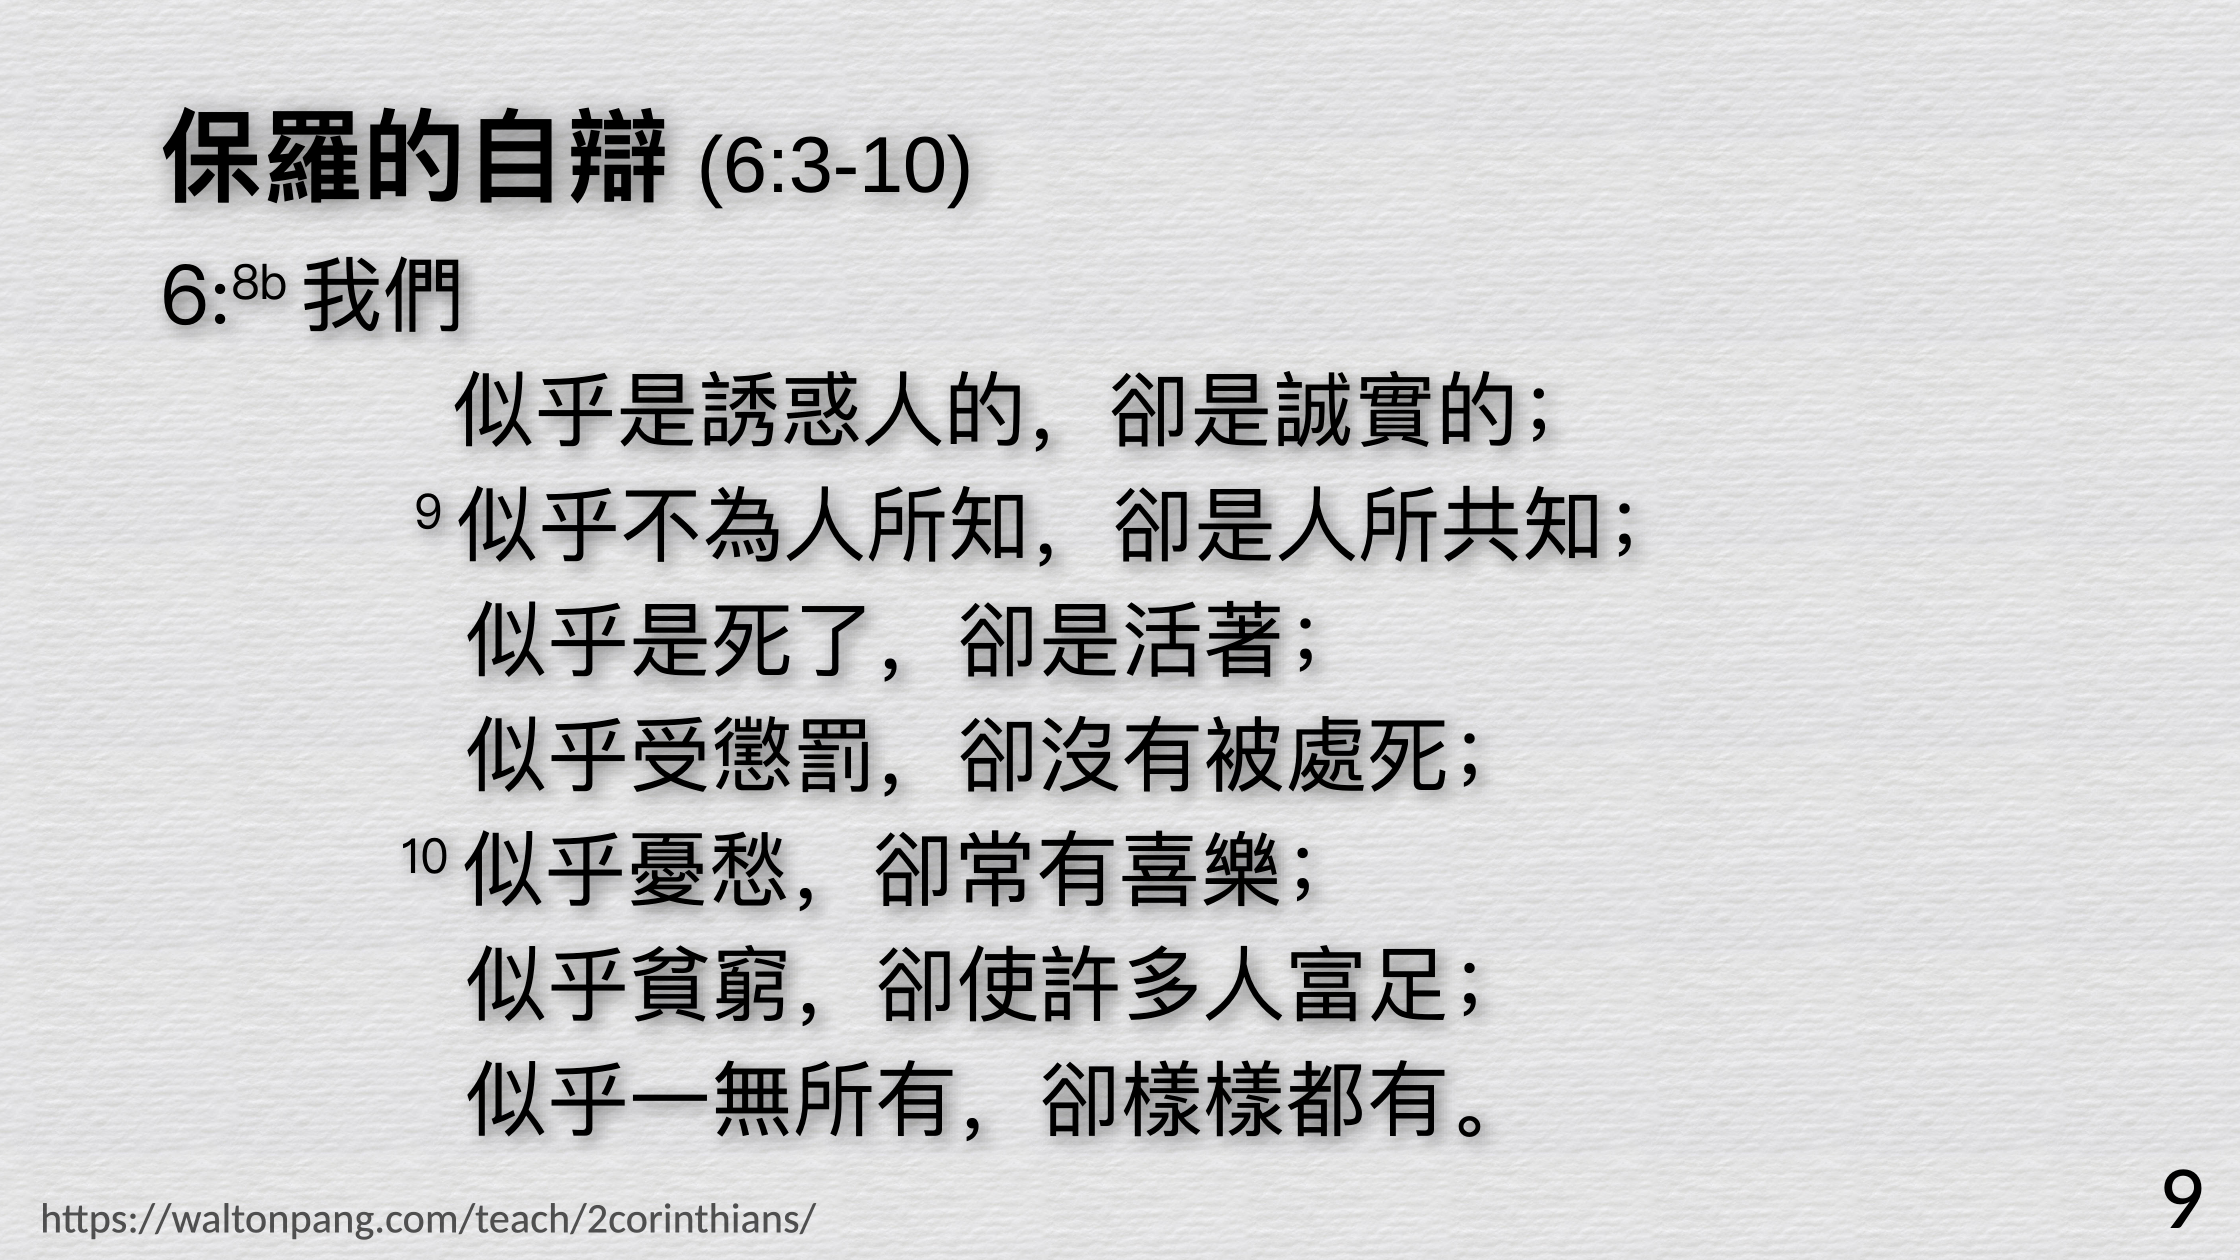 保羅的自辯 (6:3-10)
6:8b 我們
似乎是誘惑人的，卻是誠實的；
9 似乎不為人所知，卻是人所共知；
似乎是死了，卻是活著；
似乎受懲罰，卻沒有被處死；
10 似乎憂愁，卻常有喜樂；
似乎貧窮，卻使許多人富足；
似乎一無所有，卻樣樣都有。
https://waltonpang.com/teach/2corinthians/
9